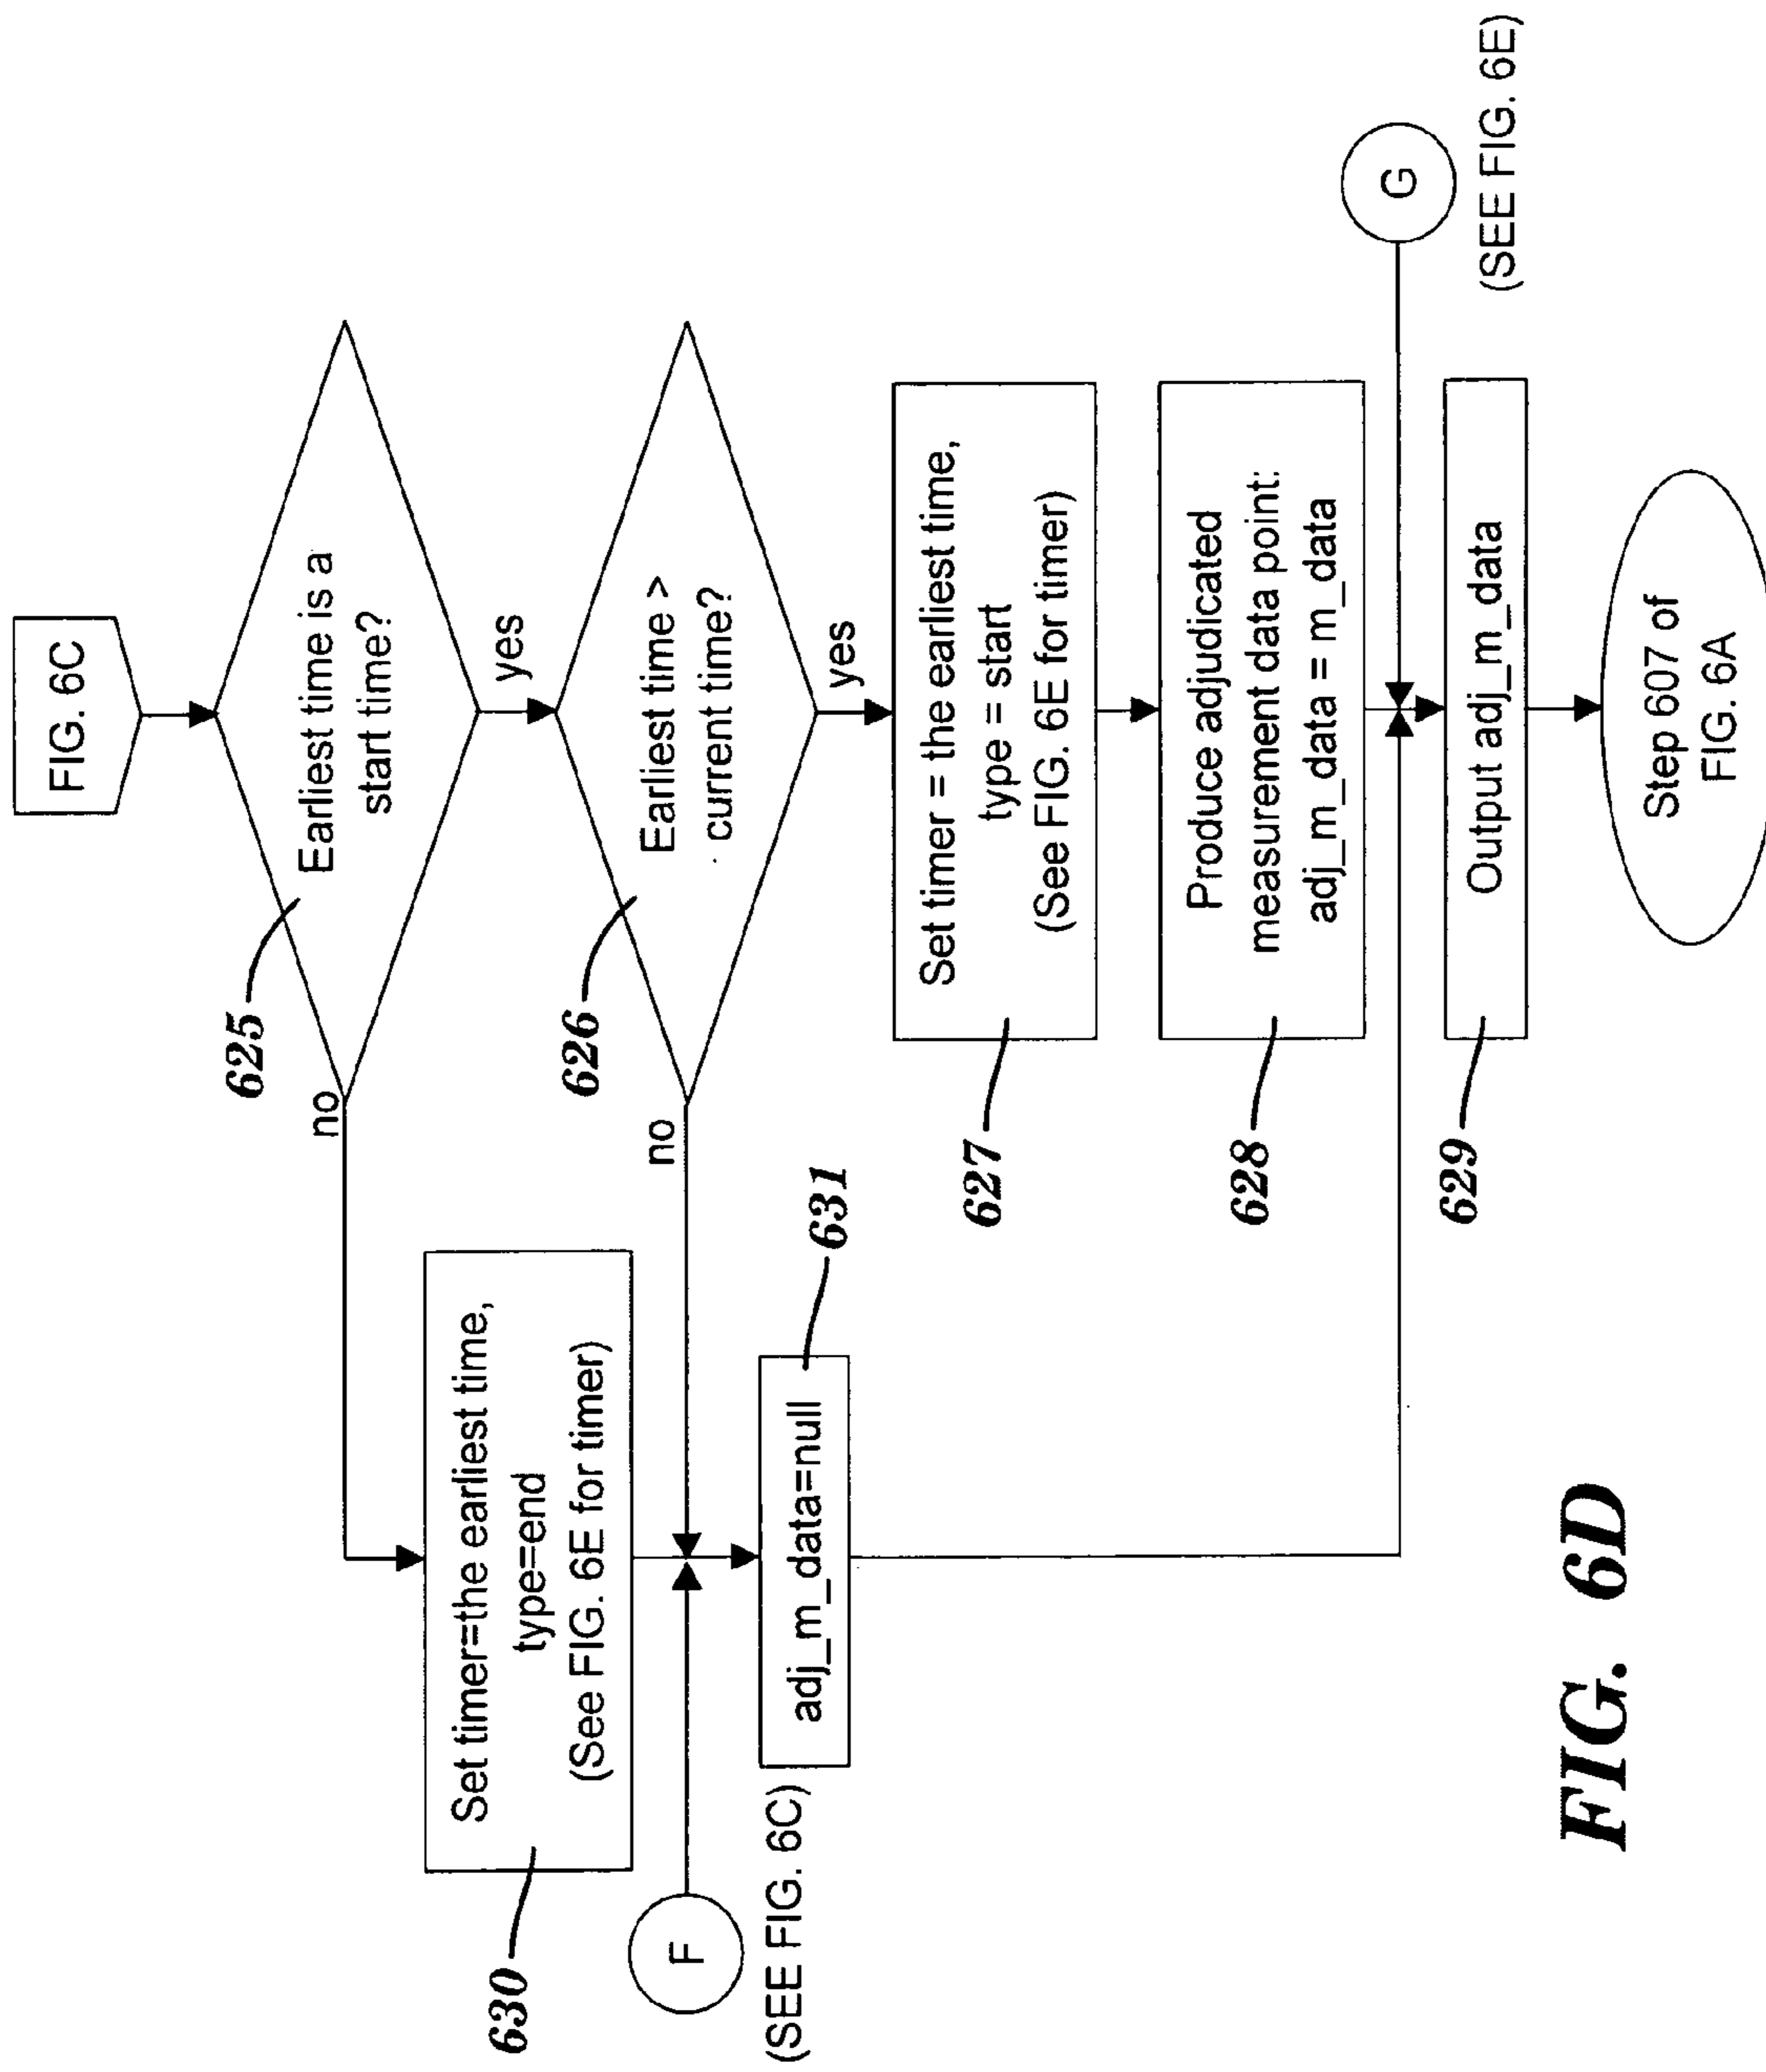 FIG. 6C
Earliest time is a
start time?
625
no
yes
Earliest time >
current time?
626
no
yes
Set timer=the earliest time,
type=end
(See FIG. 6E for timer)
630
F
(SEE FIG. 6C)
adj_m_data=null
631
Set timer = the earliest time,
type = start
(See FIG. 6E for timer)
627
Produce adjudicated
measurement data point:
adj_m_data = m_data
628
G
(SEE FIG. 6E)
Output adj_m_data
629
Step 607 of
FIG. 6A
FIG. 6D